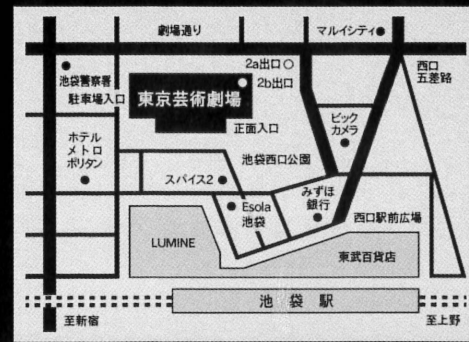 劇場通り
マルイシティ
2a出口
西口
五差路
池袋警察署
2b出口
駐車場入口
東京芸術劇場
正面入口
ビック
カメラ
ホテル
メトロ
ポリタン
池袋西口公園
スパイス2
みずほ
銀行
Esola
池袋
西口駅前広場
LUMINE
東武百貨店
池袋駅
至新宿
至上野